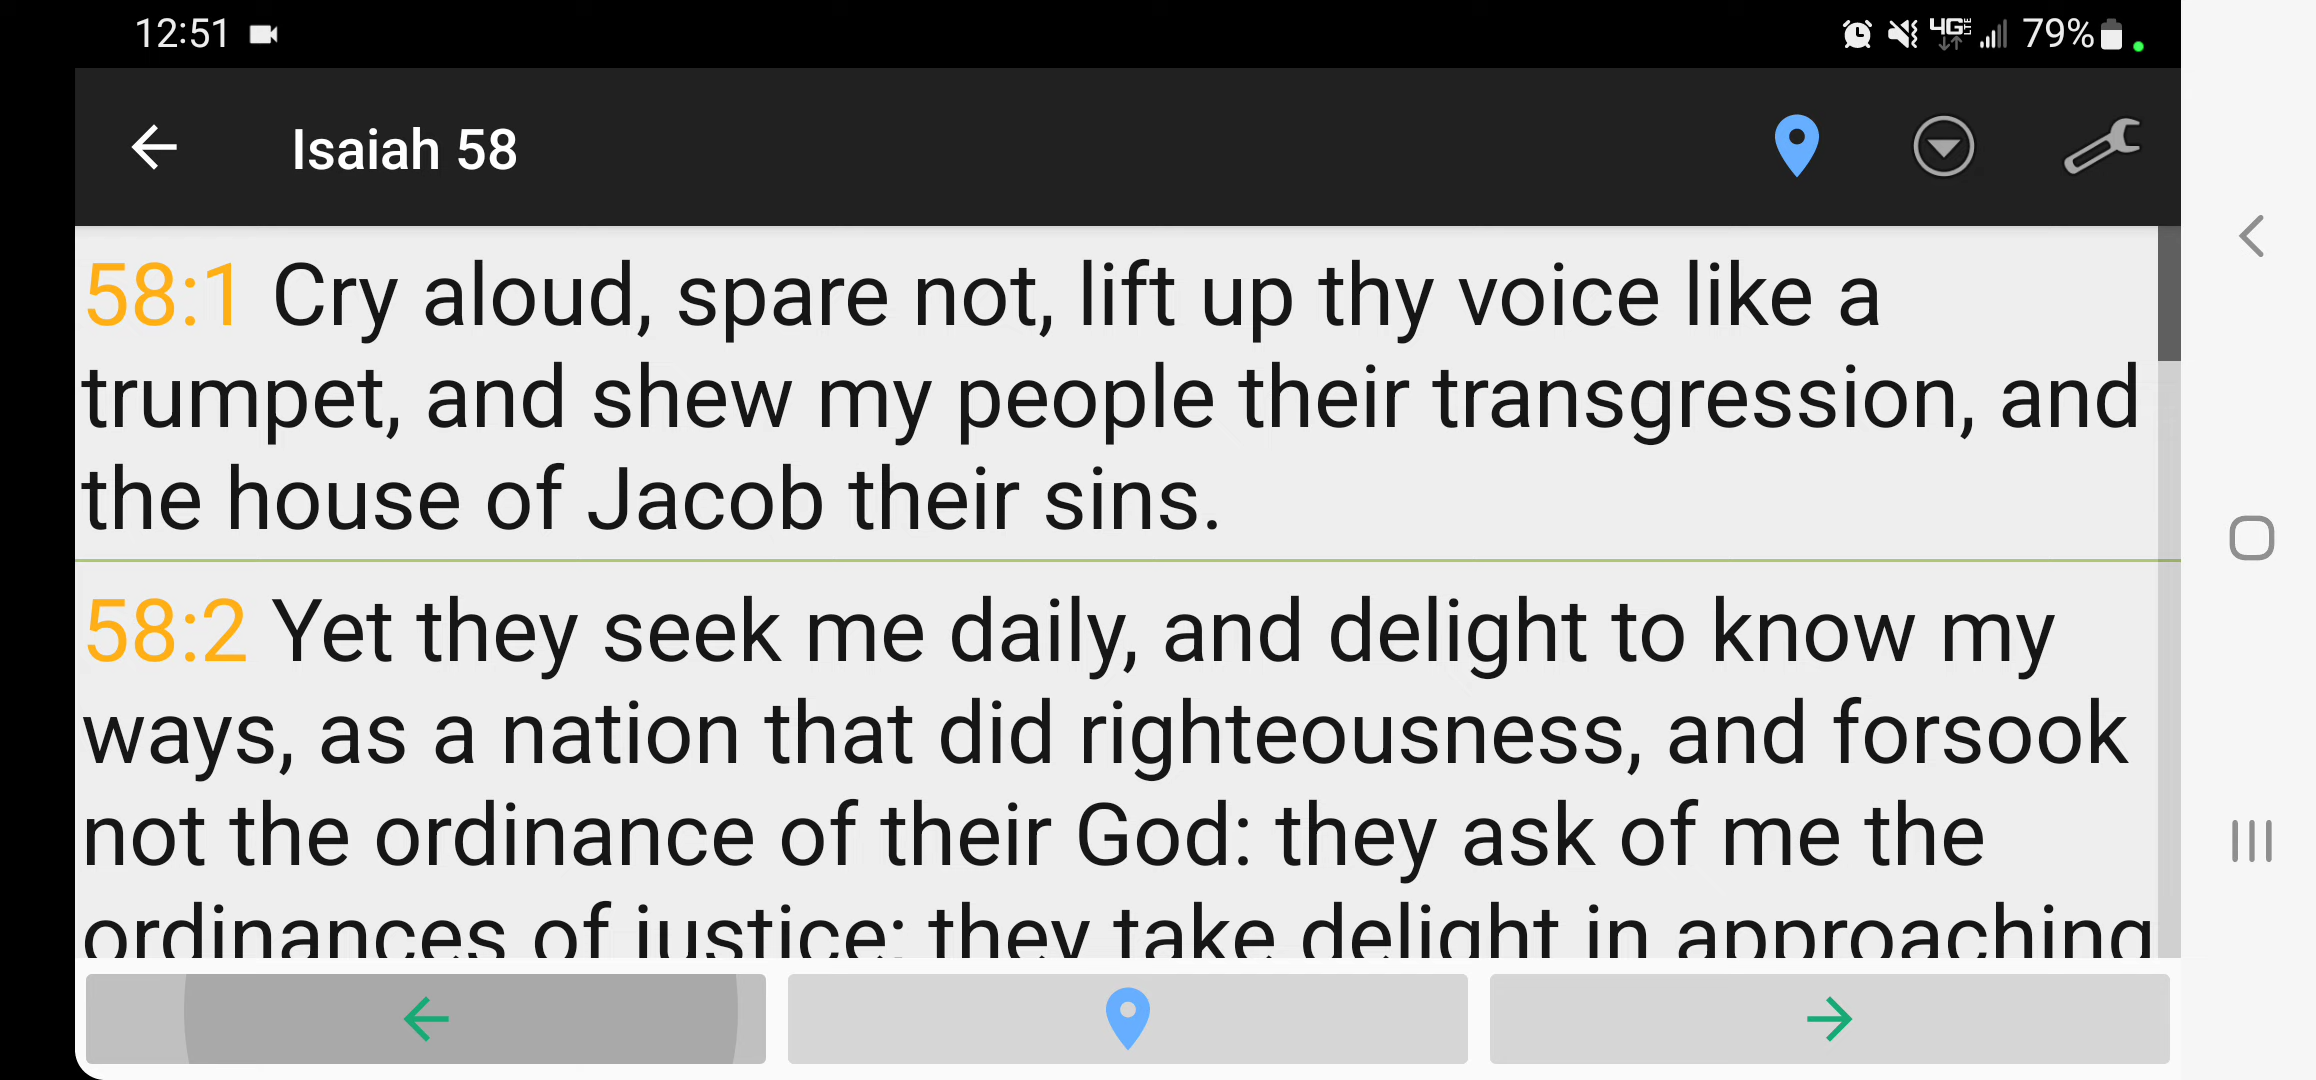 12:51
4G LTE 79%
Isaiah 58
58:1 Cry aloud, spare not, lift up thy voice like a
trumpet, and shew my people their transgression, and
the house of Jacob their sins.
58:2 Yet they seek me daily, and delight to know my
ways, as a nation that did righteousness, and forsook
not the ordinance of their God: they ask of me the
ordinances of justice; they take delight in approaching